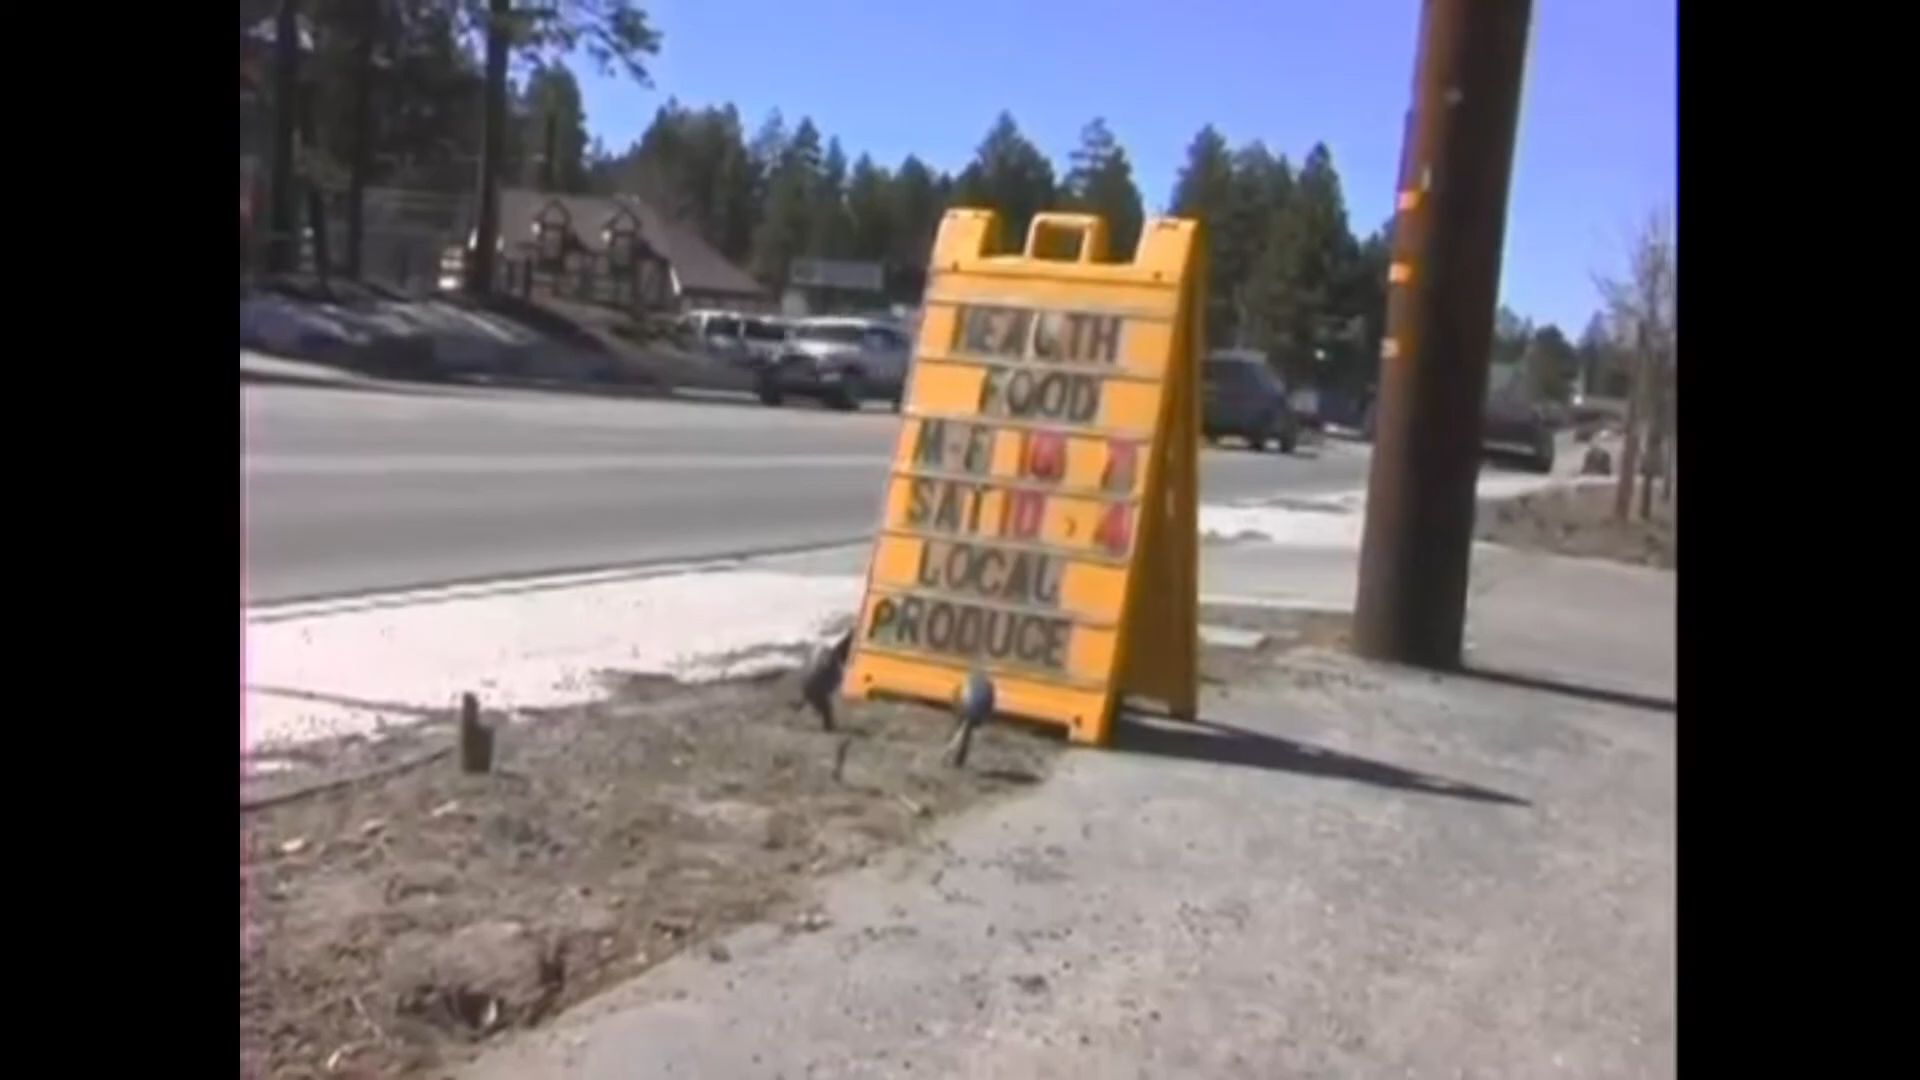 HEALTH
FOOD
M-F 10 7
SAT 10 - 4
LOCAL
PRODUCE